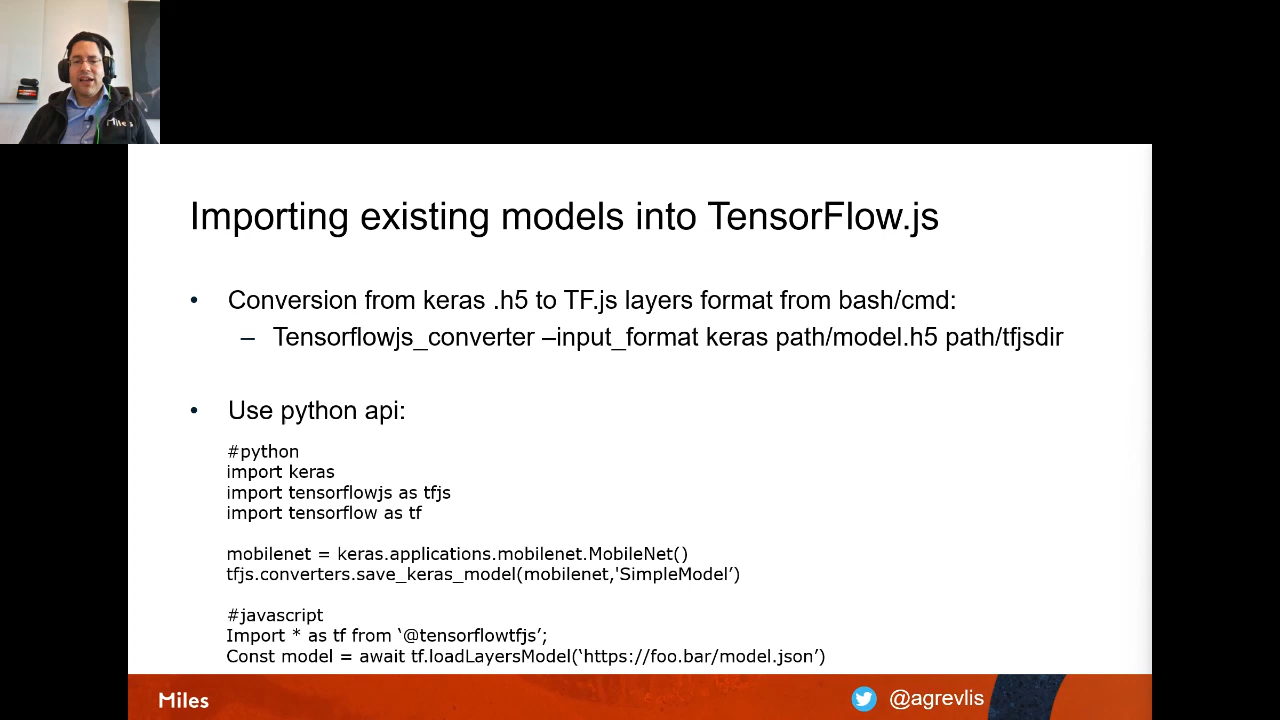 Miles
Importing existing models into TensorFlow.js
• Conversion from keras .h5 to TF.js layers format from bash/cmd:
– Tensorflowjs_converter –input_format keras path/model.h5 path/tfjsdir
• Use python api:
#python
import keras
import tensorflowjs as tfjs
import tensorflow as tf
mobilenet = keras.applications.mobilenet.MobileNet()
tfjs.converters.save_keras_model(mobilenet,'SimpleModel’)
#javascript
Import * as tf from ‘@tensorflowtfjs’;
Const model = await tf.loadLayersModel(‘https://foo.bar/model.json’)
Miles
@agrevlis